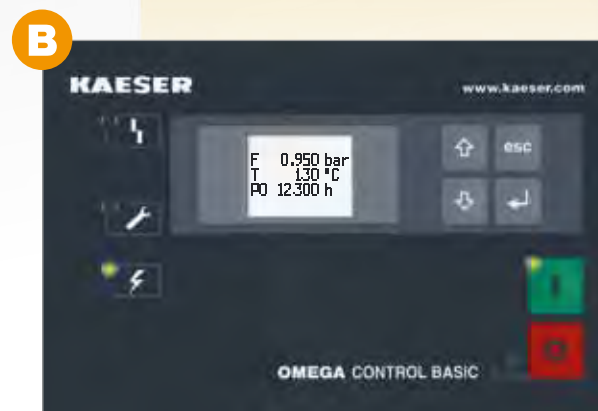 B
KAESER
www.kaeser.com
F 0.950 bar
T 130 °C
PO 12300 h
esc
I
OMEGA CONTROL BASIC